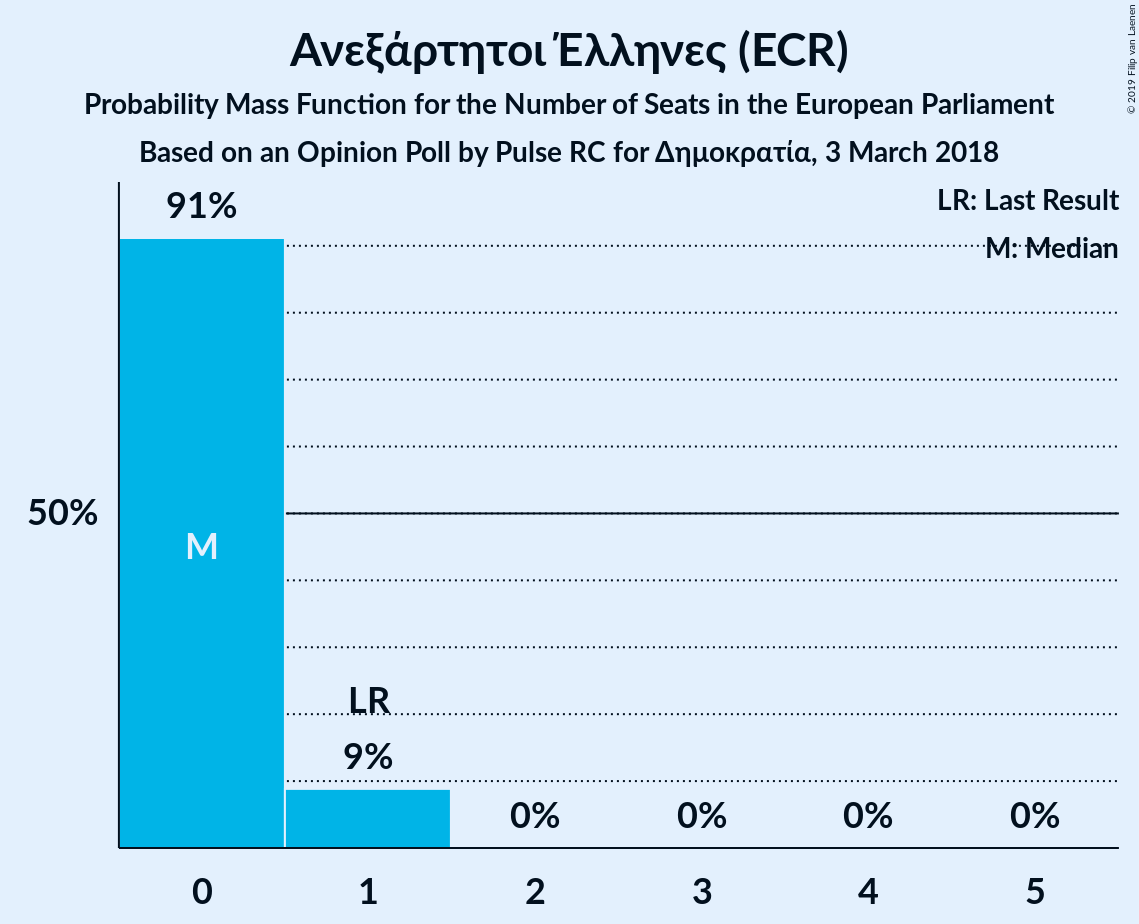 Ανεξάρτητοι Έλληνες (ECR)
Probability Mass Function for the Number of Seats in the European Parliament
Based on an Opinion Poll by Pulse RC for Δημοκρατία, 3 March 2018
© 2019 Filip van Laenen
LR: Last Result
M: Median
91%
50%
M
LR
9%
0% 0% 0% 0%
0 1 2 3 4 5